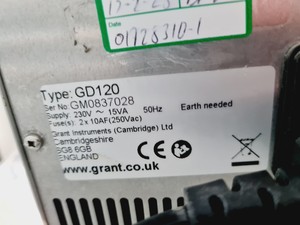 01725310-1
Type: GD120
Ser No GM0837028
Supply: 230V ~ 15VA 50Hz Earth needed
Fuse(s): 2 x 10AF(250Vac)
Grant Instruments (Cambridge) Ltd
Cambridgeshire
SG8 6GB
ENGLAND
CE
www.grant.co.uk